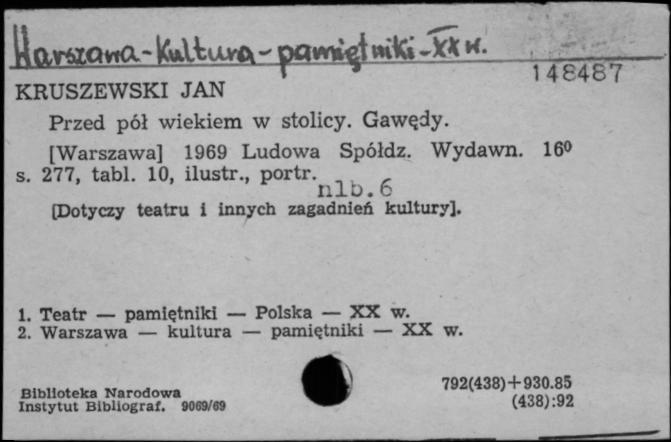 Warszawa - Kultura - pamiętniki - XX w.
148487
KRUSZEWSKI JAN
Przed pół wiekiem w stolicy. Gawędy.
[Warszawa] 1969 Ludowa Spółdz. Wydawn. 16⁰
s. 277, tabl. 10, ilustr., portr.
nlb. 6
[Dotyczy teatru i innych zagadnień kultury].
1. Teatr — pamiętniki — Polska — XX w.
2. Warszawa — kultura — pamiętniki — XX w.
Biblioteka Narodowa
Instytut Bibliograf. 9069/69
792(438)+930.85
(438):92